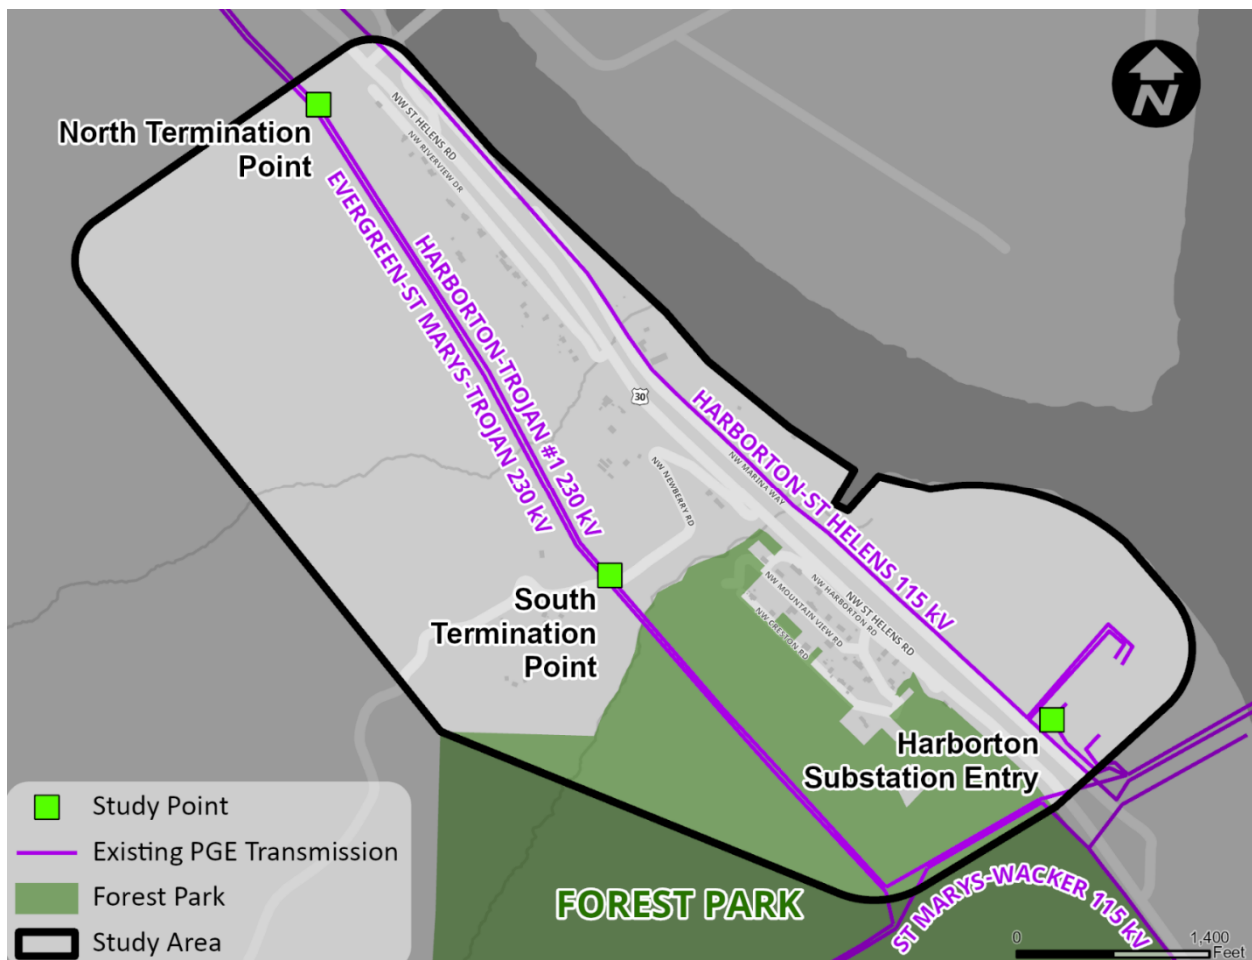 N
North Termination
Point
NW ST HELENS RD
NW RIVERVIEW DR
EVERGREEN-ST MARYS-TROJAN 230 kV
HARBORTON-TROJAN #1 230 kV
30
HARBORTON-ST HELENS 115 kV
NW MARINA WAY
NW NEWBERRY RD
South
Termination
Point
NW MOUNTAIN VIEW RD
NW HARBORTON RD
NW ST HELENS RD
NW CRESTON RD
Harborton
Substation Entry
FOREST PARK
ST MARYS-WACKER 115 kV
Study Point
Existing PGE Transmission
Forest Park
Study Area
0 1,400
Feet